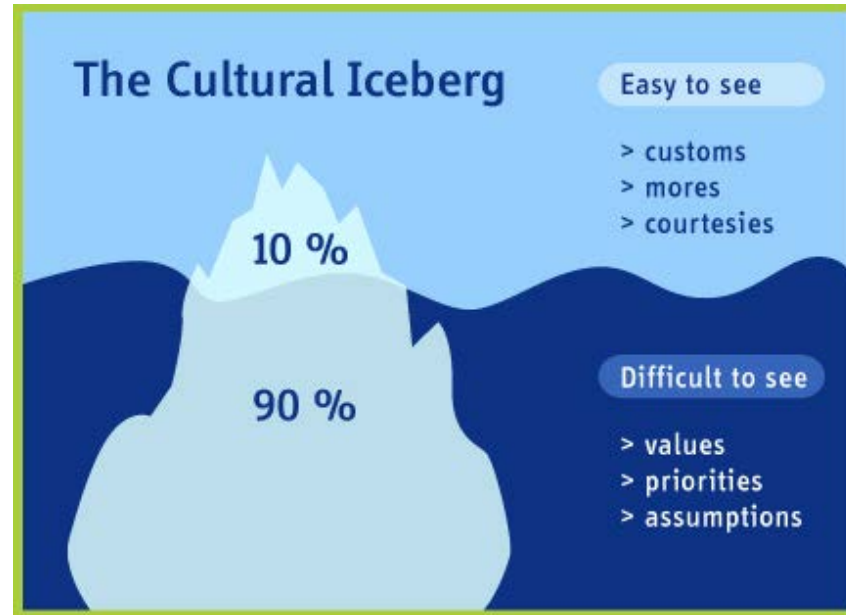 The Cultural Iceberg
Easy to see
> customs
> mores
> courtesies
10 %
Difficult to see
90 %
> values
> priorities
> assumptions